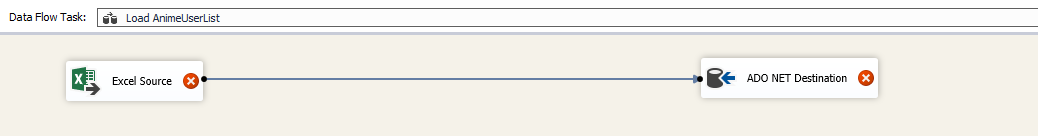 Data Flow Task: Load AnimeUserList
Excel Source
ADO NET Destination